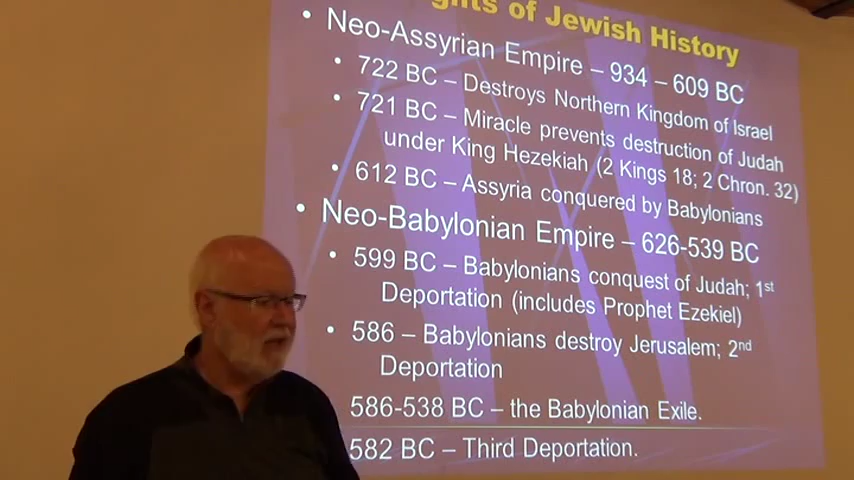 ghts of Jewish History
• Neo-Assyrian Empire – 934 – 609 BC
• 722 BC – Destroys Northern Kingdom of Israel
• 721 BC – Miracle prevents destruction of Judah
under King Hezekiah (2 Kings 18; 2 Chron. 32)
• 612 BC – Assyria conquered by Babylonians
• Neo-Babylonian Empire – 626-539 BC
• 599 BC – Babylonians conquest of Judah; 1st
Deportation (includes Prophet Ezekiel)
• 586 – Babylonians destroy Jerusalem; 2nd
Deportation
586-538 BC – the Babylonian Exile.
582 BC – Third Deportation.